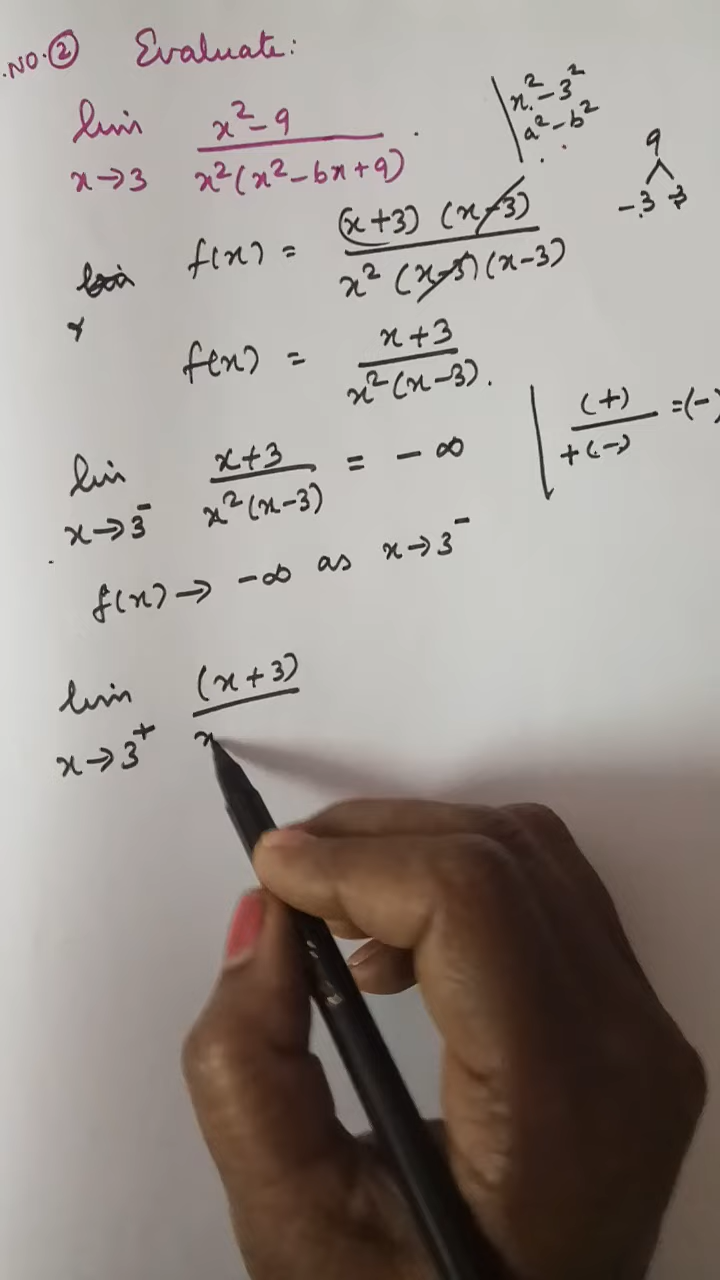 .NO.② Evaluate:
lim x→3 x²-9 / x²(x²-6x+9) .
x²-3²
a²-b²
9
-3 -3
f(x) = (x+3) (x-3) / x² (x-3)(x-3)
f(x) = x+3 / x²(x-3).
lim x→3⁻ x+3 / x²(x-3) = -∞
(+) / +(-) =(-)
f(x)→ -∞ as x→3⁻
lim x→3⁺ (x+3) / x